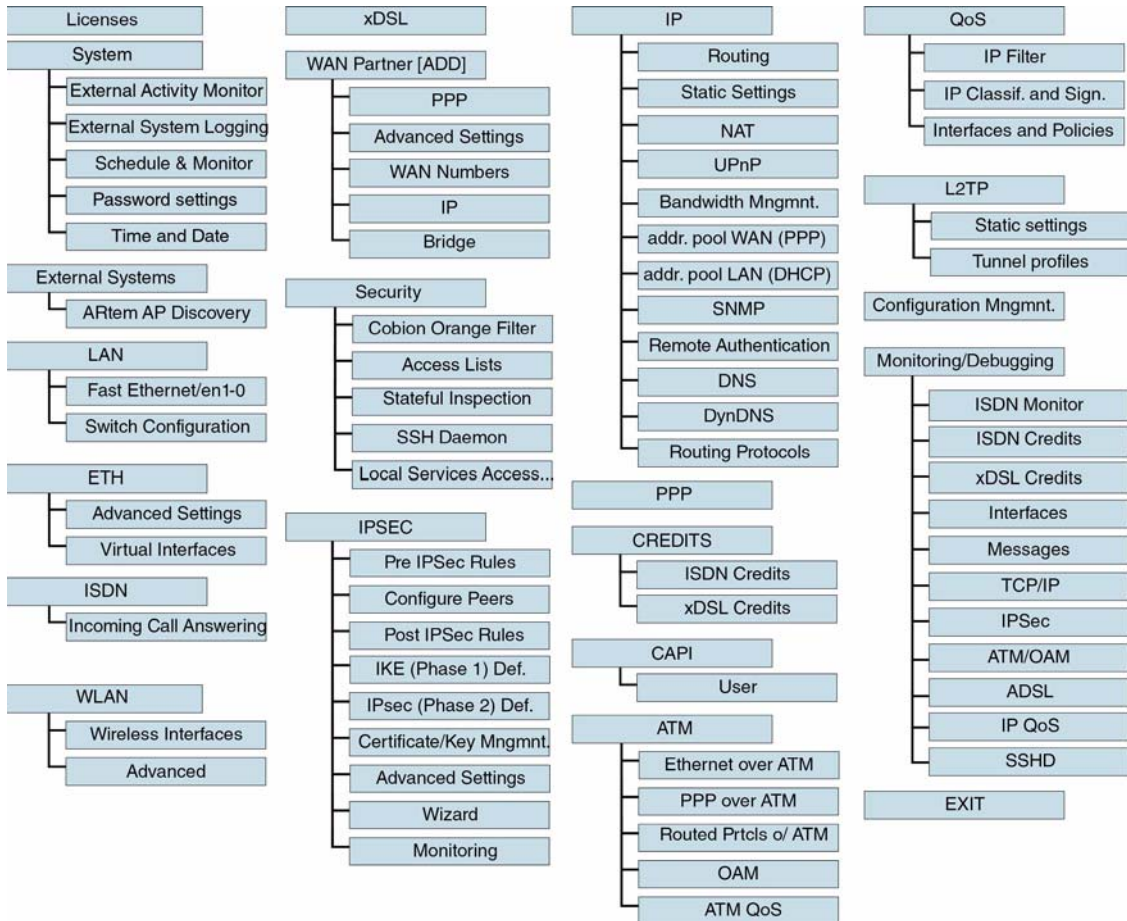 Licenses
System
External Activity Monitor
External System Logging
Schedule & Monitor
Password settings
Time and Date
External Systems
ARtem AP Discovery
LAN
Fast Ethernet/en1-0
Switch Configuration
ETH
Advanced Settings
Virtual Interfaces
ISDN
Incoming Call Answering
WLAN
Wireless Interfaces
Advanced
xDSL
WAN Partner [ADD]
PPP
Advanced Settings
WAN Numbers
IP
Bridge
Security
Cobion Orange Filter
Access Lists
Stateful Inspection
SSH Daemon
Local Services Access...
IPSEC
Pre IPSec Rules
Configure Peers
Post IPSec Rules
IKE (Phase 1) Def.
IPsec (Phase 2) Def.
Certificate/Key Mngmnt.
Advanced Settings
Wizard
Monitoring
IP
Routing
Static Settings
NAT
UPnP
Bandwidth Mngmnt.
addr. pool WAN (PPP)
addr. pool LAN (DHCP)
SNMP
Remote Authentication
DNS
DynDNS
Routing Protocols
PPP
CREDITS
ISDN Credits
xDSL Credits
CAPI
User
ATM
Ethernet over ATM
PPP over ATM
Routed Prtcls o/ ATM
OAM
ATM QoS
QoS
IP Filter
IP Classif. and Sign.
Interfaces and Policies
L2TP
Static settings
Tunnel profiles
Configuration Mngmnt.
Monitoring/Debugging
ISDN Monitor
ISDN Credits
xDSL Credits
Interfaces
Messages
TCP/IP
IPSec
ATM/OAM
ADSL
IP QoS
SSHD
EXIT